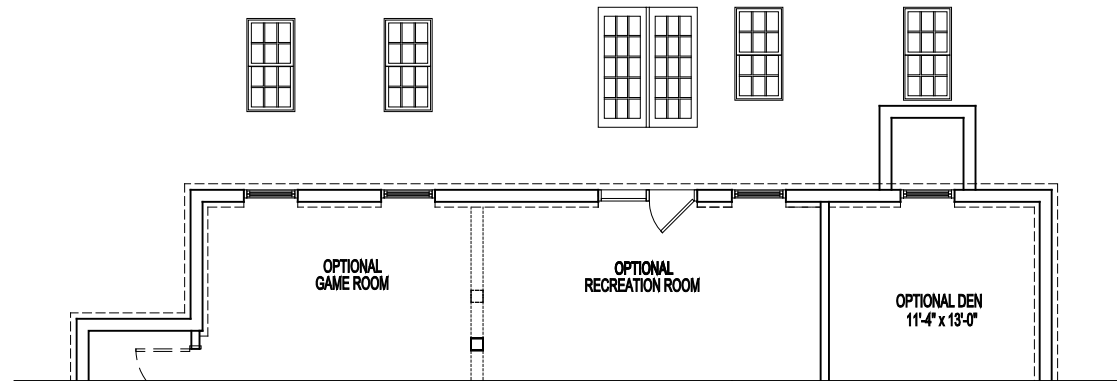 OPTIONAL
GAME ROOM
OPTIONAL
RECREATION ROOM
OPTIONAL DEN
11'-4" x 13'-0"